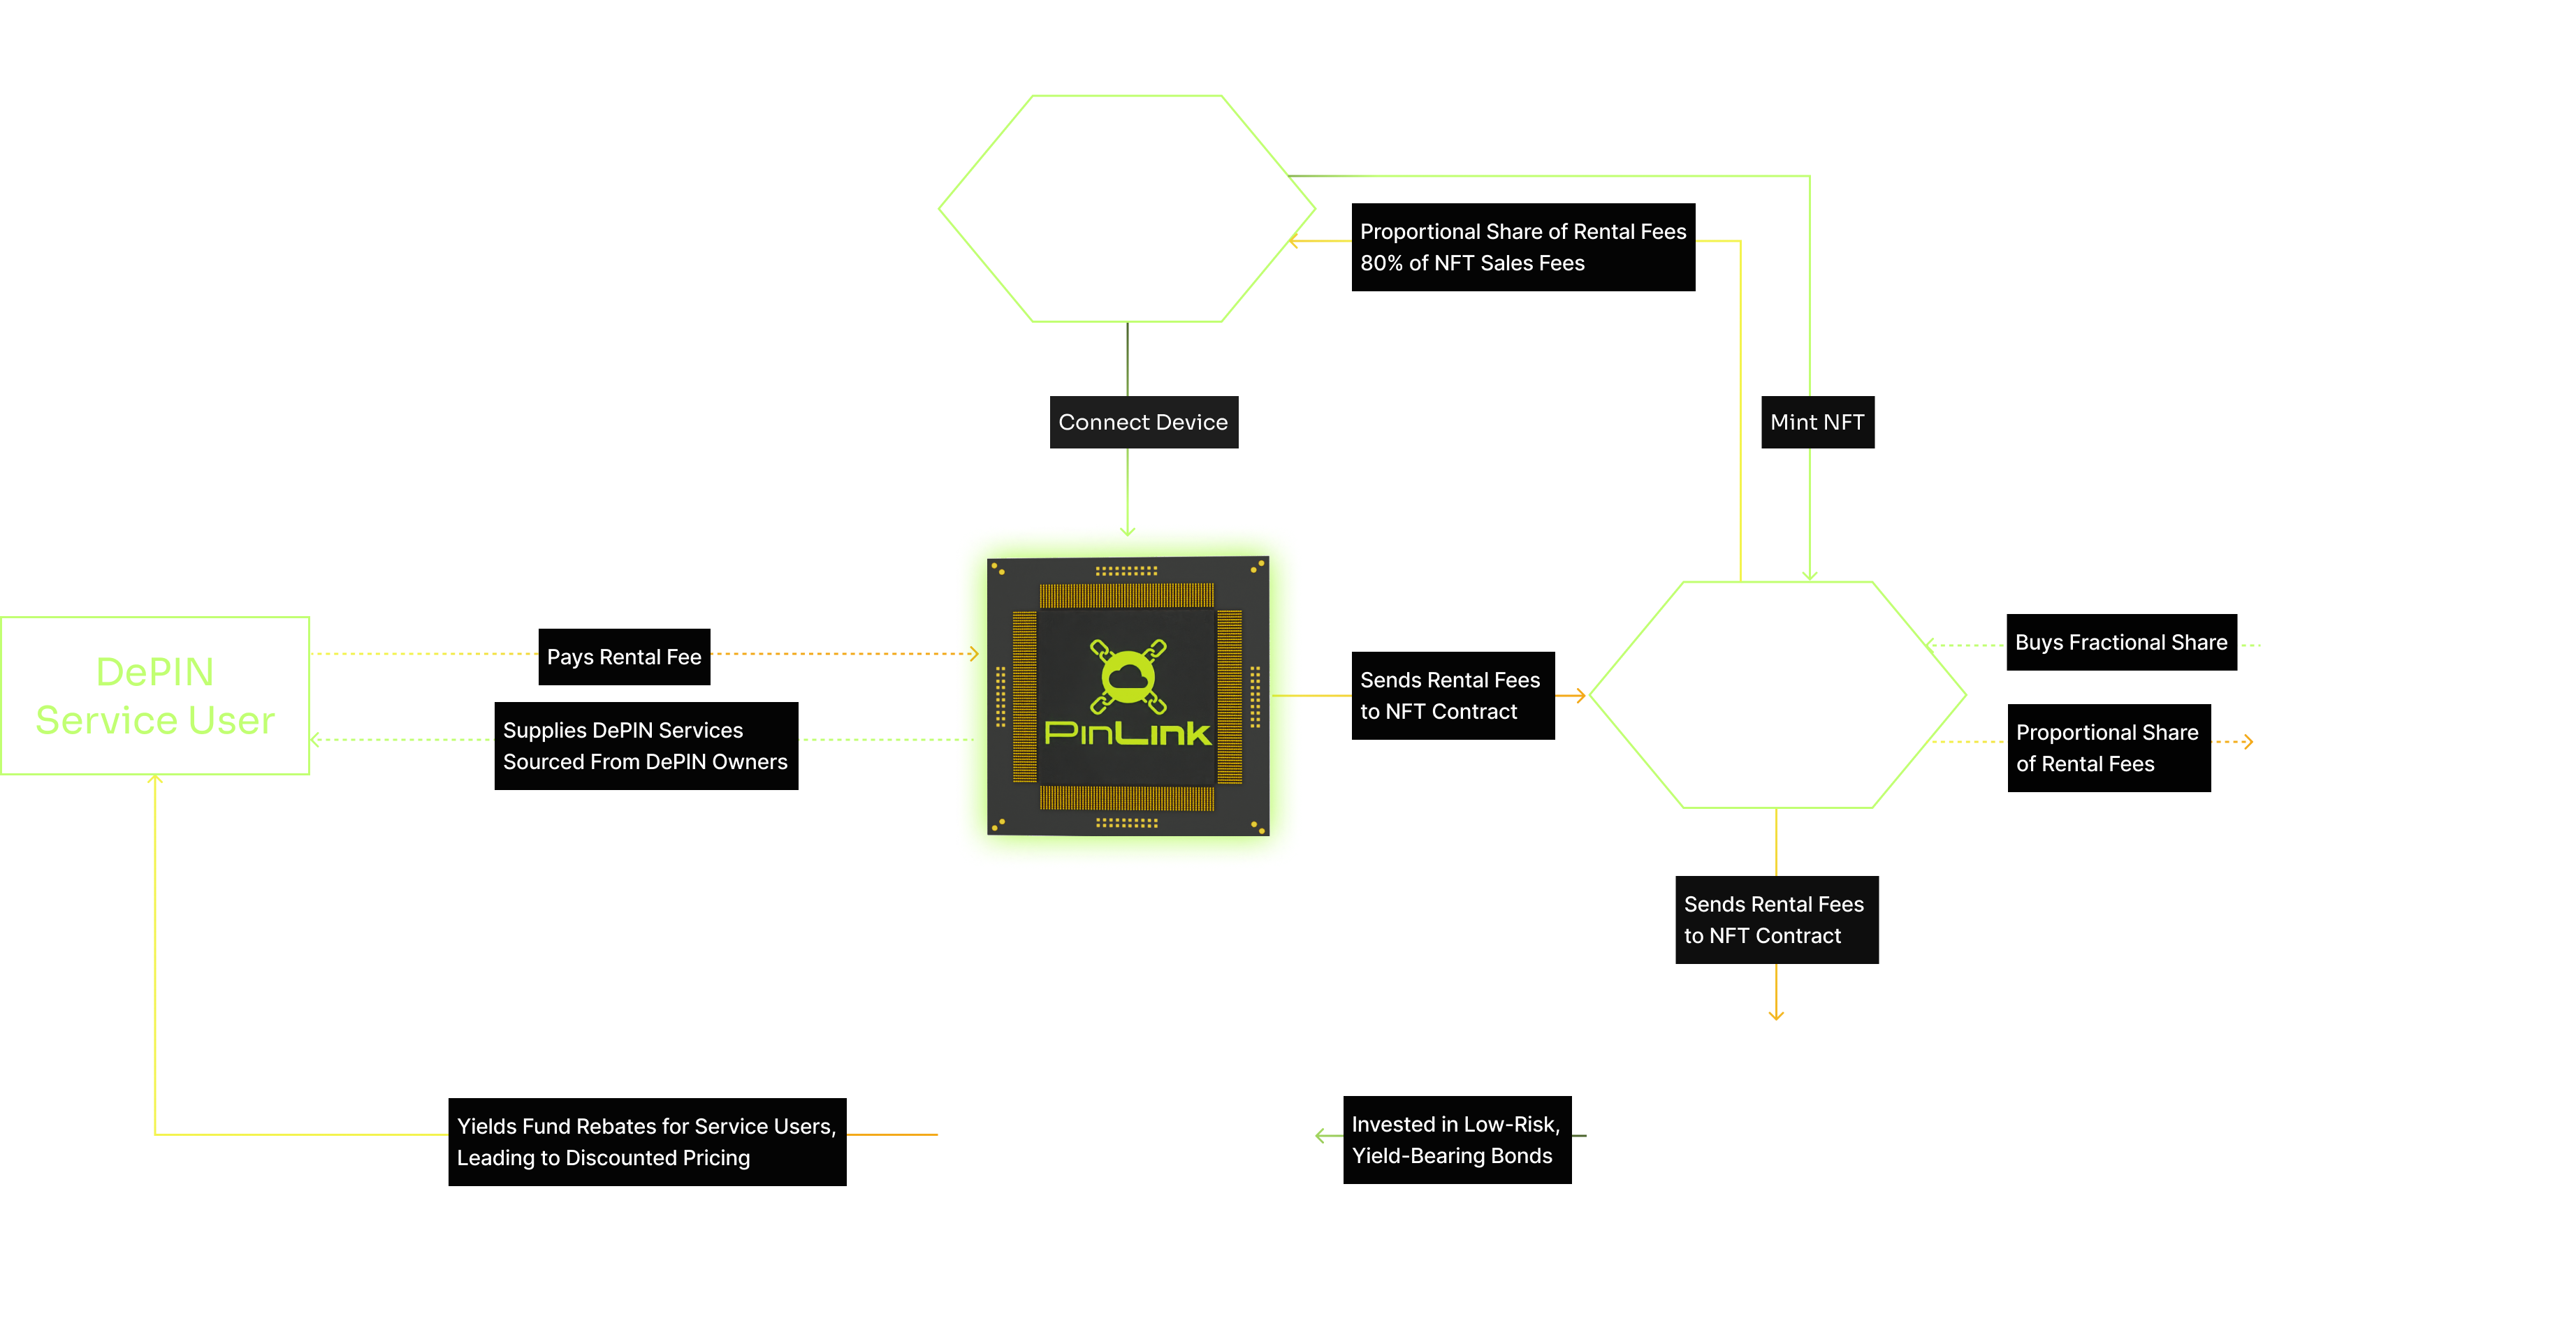 Proportional Share of Rental Fees
80% of NFT Sales Fees
Connect Device
Mint NFT
DePIN
Service User
Pays Rental Fee
Supplies DePIN Services
Sourced From DePIN Owners
PinLink
Sends Rental Fees
to NFT Contract
Buys Fractional Share
Proportional Share
of Rental Fees
Sends Rental Fees
to NFT Contract
Yields Fund Rebates for Service Users,
Leading to Discounted Pricing
Invested in Low-Risk,
Yield-Bearing Bonds